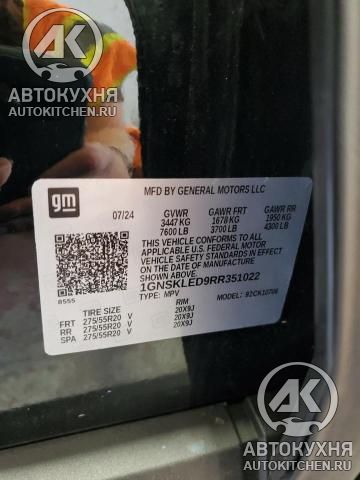 АК
АВТОКУХНЯ
AUTOKITCHEN.RU
gm
MFD BY GENERAL MOTORS LLC
07/24 GVWR GAWR FRT GAWR RR
3447 KG 1678 KG 1950 KG
7600 LB 3700 LB 4300 LB
THIS VEHICLE CONFORMS TO ALL
APPLICABLE U.S. FEDERAL MOTOR
VEHICLE SAFETY STANDARDS IN EFFECT
ON THE DATE OF MANUFACTURE
SHOWN ABOVE.
1GNSKLED9RR351022
8555 TYPE: MPV MODEL: 92CK10706
TIRE SIZE RIM
FRT 275/55R20 V 20X9J
RR 275/55R20 V 20X9J
SPA 275/55R20 V 20X9J
АК
АВТОКУХНЯ
AUTOKITCHEN.RU